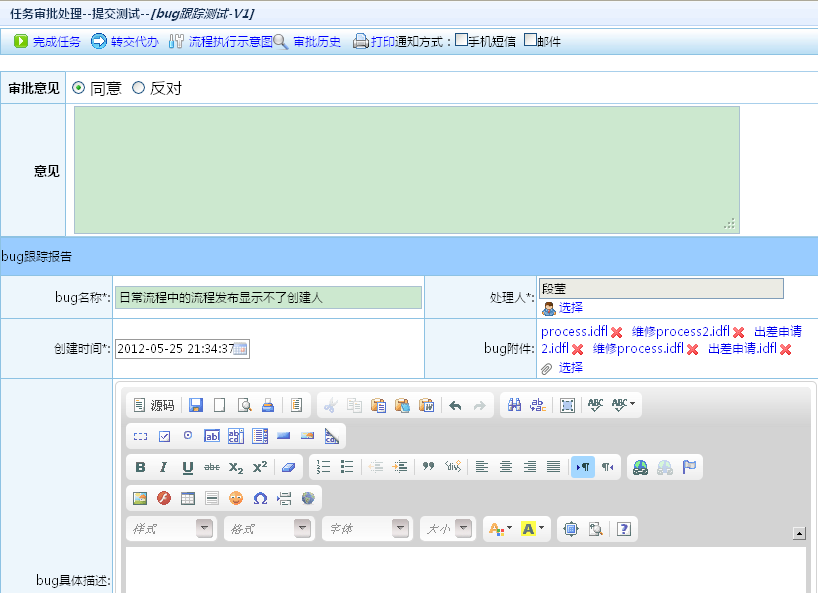 任务审批处理--提交测试--[bug跟踪测试-V1]
完成任务 转交代办 流程执行示意图 审批历史 打印 通知方式： 手机短信 邮件
审批意见 同意 反对
意见
bug跟踪报告
bug名称*: 日常流程中的流程发布显示不了创建人 处理人*: 段莹
选择
创建时间*: 2012-05-25 21:34:37 bug附件: process.idfl 维修process2.idfl 出差申请
2.idfl 维修process.idfl 出差申请.idfl
选择
源码
样式 格式 字体 大小
bug具体描述: